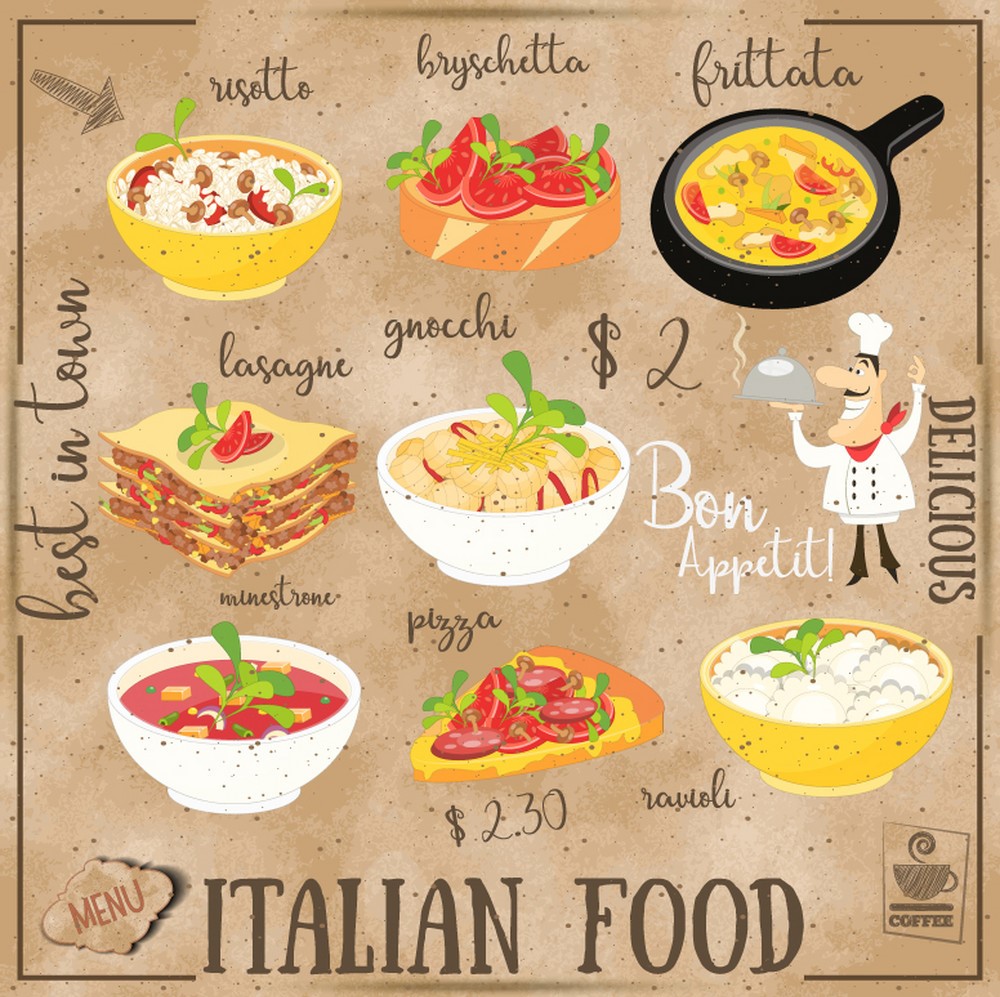 risotto
bryschetta
frittata
best in town
lasagne
gnocchi
$ 2
Bon
Appetit!
DELICIOUS
minestrone
pizza
$ 2.30
ravioli
MENU
ITALIAN FOOD
COFFEE